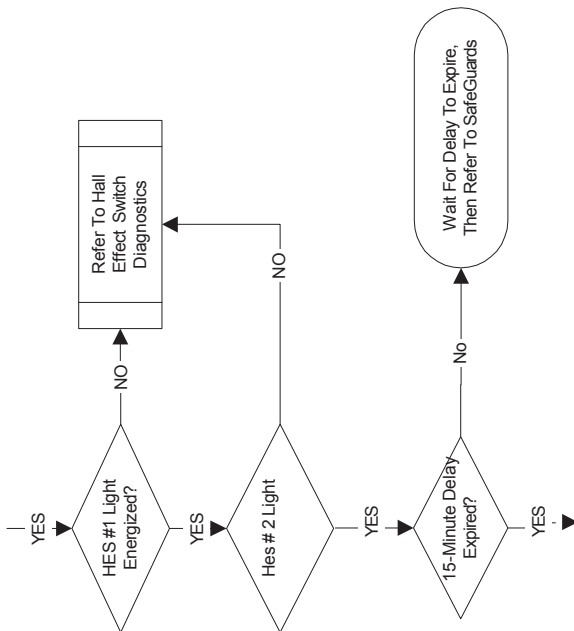 YES
HES #1 Light
Energized?
NO
Refer To Hall
Effect Switch
Diagnostics
YES
Hes # 2 Light
NO
YES
15-Minute Delay
Expired?
No
Wait For Delay To Expire,
Then Refer To SafeGuards
YES